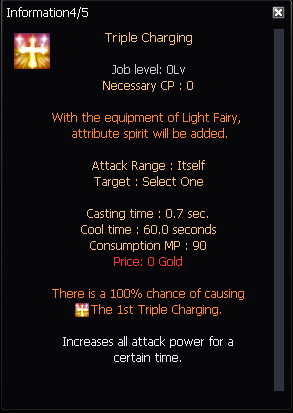 Information4/5
Triple Charging
Job level: 0Lv
Necessary CP : 0
With the equipment of Light Fairy,
attribute spirit will be added.
Attack Range : Itself
Target : Select One
Casting time : 0.7 sec.
Cool time : 60.0 seconds
Consumption MP : 90
Price: 0 Gold
There is a 100% chance of causing
The 1st Triple Charging.
Increases all attack power for a
certain time.